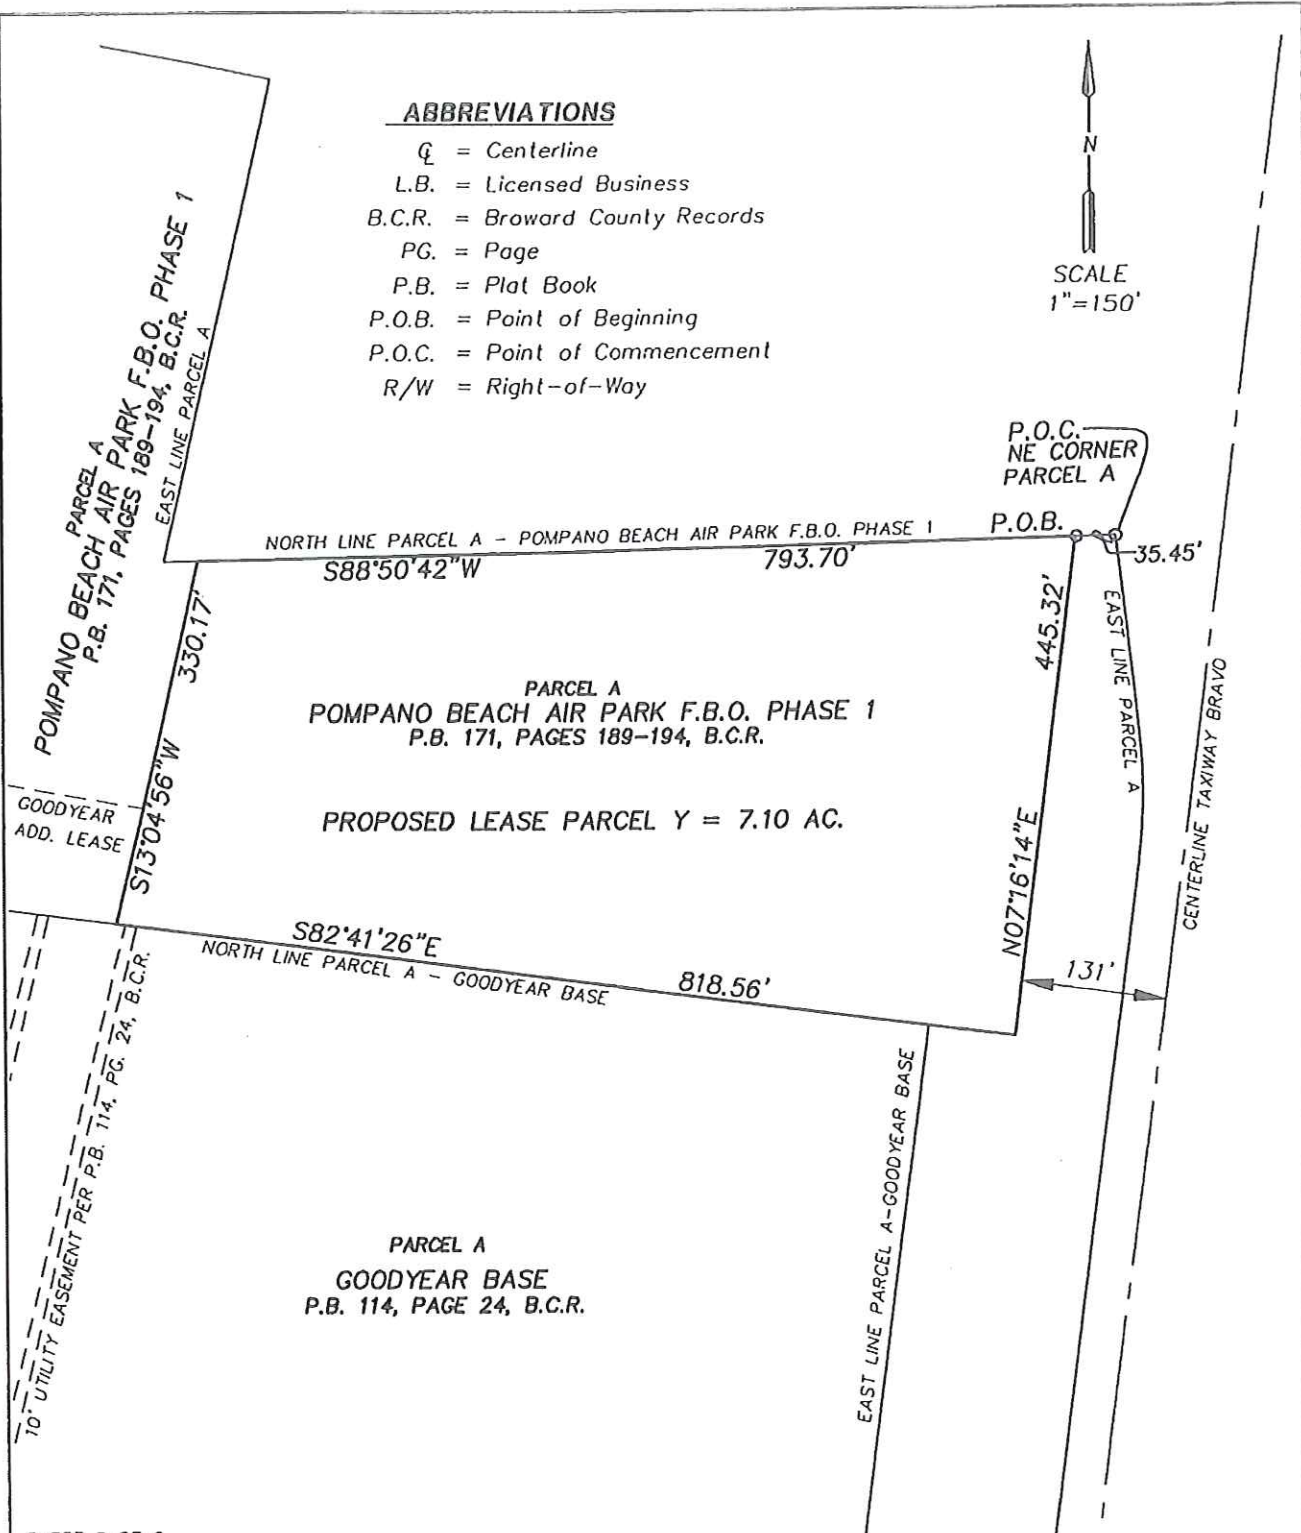 ABBREVIATIONS
℄ = Centerline
L.B. = Licensed Business
B.C.R. = Broward County Records
PG. = Page
P.B. = Plat Book
P.O.B. = Point of Beginning
P.O.C. = Point of Commencement
R/W = Right-of-Way
N
SCALE
1"=150'
PARCEL A
POMPANO BEACH AIR PARK F.B.O. PHASE 1
P.B. 171, PAGES 189-194, B.C.R.
EAST LINE PARCEL A
P.O.C.
NE CORNER
PARCEL A
P.O.B.
35.45'
NORTH LINE PARCEL A - POMPANO BEACH AIR PARK F.B.O. PHASE 1
S88°50'42"W
793.70'
330.17'
S13°04'56"W
445.32'
N07°16'14"E
EAST LINE PARCEL A
CENTERLINE TAXIWAY BRAVO
PARCEL A
POMPANO BEACH AIR PARK F.B.O. PHASE 1
P.B. 171, PAGES 189-194, B.C.R.
PROPOSED LEASE PARCEL Y = 7.10 AC.
GOODYEAR
ADD. LEASE
S82°41'26"E
818.56'
NORTH LINE PARCEL A - GOODYEAR BASE
131'
10' UTILITY EASEMENT PER P.B. 114, PG. 24, B.C.R.
EAST LINE PARCEL A-GOODYEAR BASE
PARCEL A
GOODYEAR BASE
P.B. 114, PAGE 24, B.C.R.